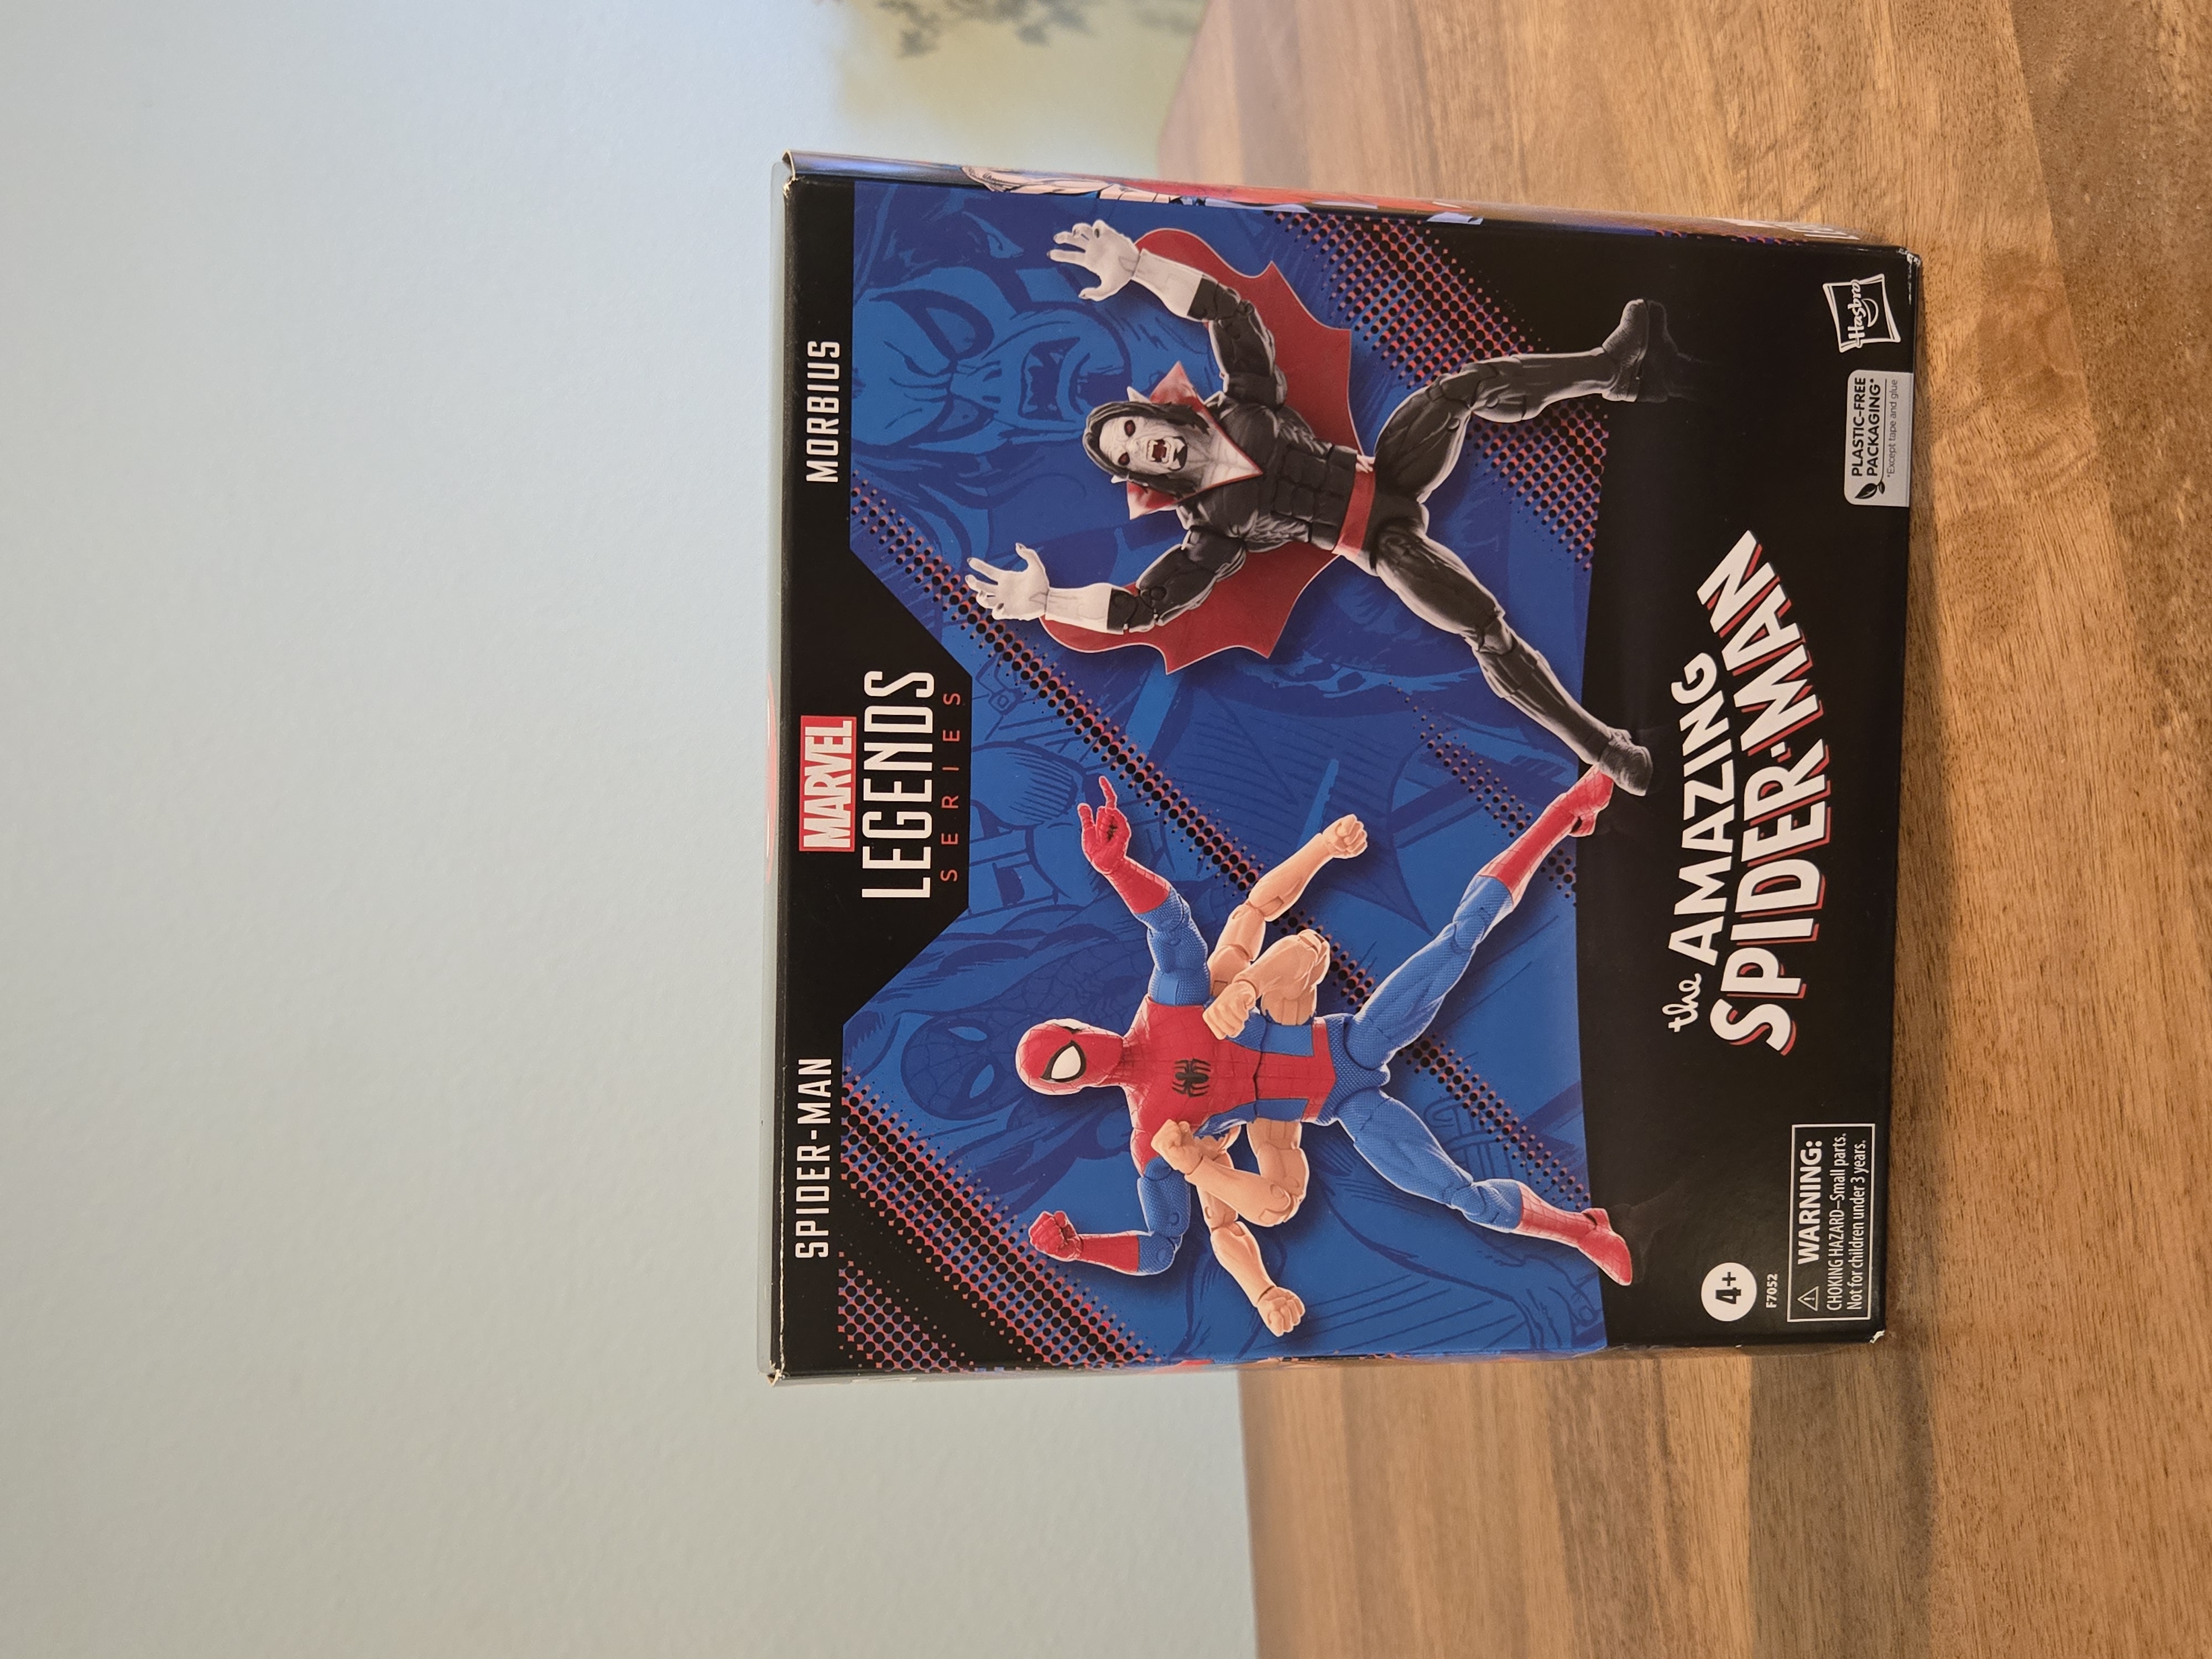 SPIDER-MAN
MARVEL
LEGENDS
SERIES
MORBIUS
the AMAZING
SPIDER-MAN
4+
F7052
WARNING:
CHOKING HAZARD–Small parts.
Not for children under 3 years.
PLASTIC-FREE
PACKAGING*
*Except tape and glue
Hasbro